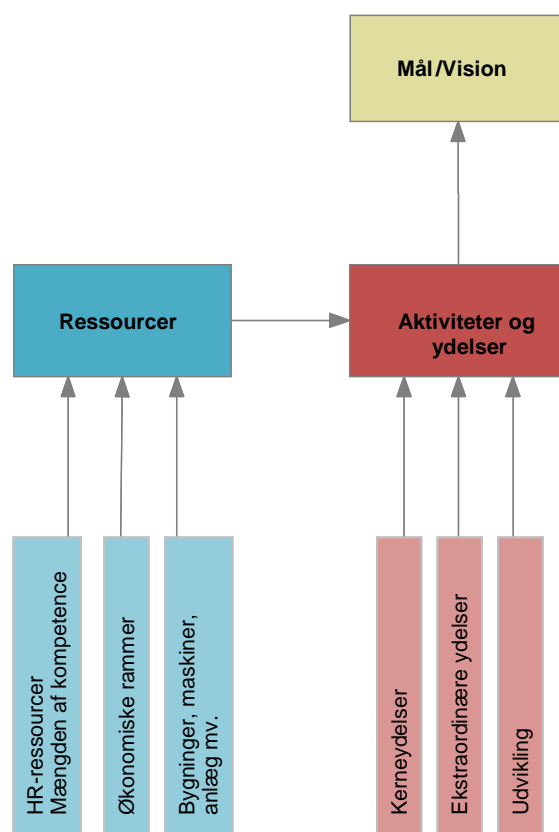 Mål/Vision
Ressourcer
Aktiviteter og
ydelser
HR-ressourcer
Mængden af kompetence
Økonomiske rammer
Bygninger, maskiner,
anlæg mv.
Kerneydelser
Ekstraordinære ydelser
Udvikling